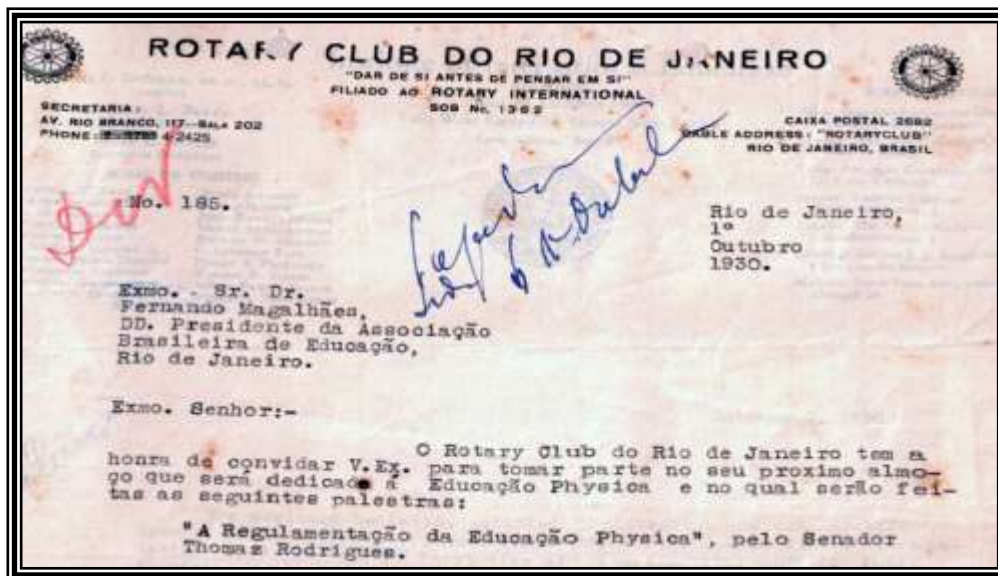 ROTARY CLUB DO RIO DE JANEIRO
"DAR DE SI ANTES DE PENSAR EM SI"
FILIADO AO ROTARY INTERNATIONAL
SOB No. 1362
SECRETARIA:
AV. RIO BRANCO, 117-SALA 202
PHONE: 4-2425
CAIXA POSTAL 2682
CABLE ADDRESS: "ROTARYCLUB"
RIO DE JANEIRO, BRASIL
No. 185.
Rio de Janeiro,
1º
Outubro
1930.
Exmo. Sr. Dr.
Fernando Magalhães,
DD. Presidente da Associação
Brasileira de Educação,
Rio de Janeiro.
Exmo. Senhor:-
O Rotary Club do Rio de Janeiro tem a
honra de convidar V.Ex. para tomar parte no seu proximo almo-
ço que será dedicado á Educação Physica e no qual serão fei-
tas as seguintes palestras:
"A Regulamentação da Educação Physica", pelo Senador
Thomaz Rodrigues.